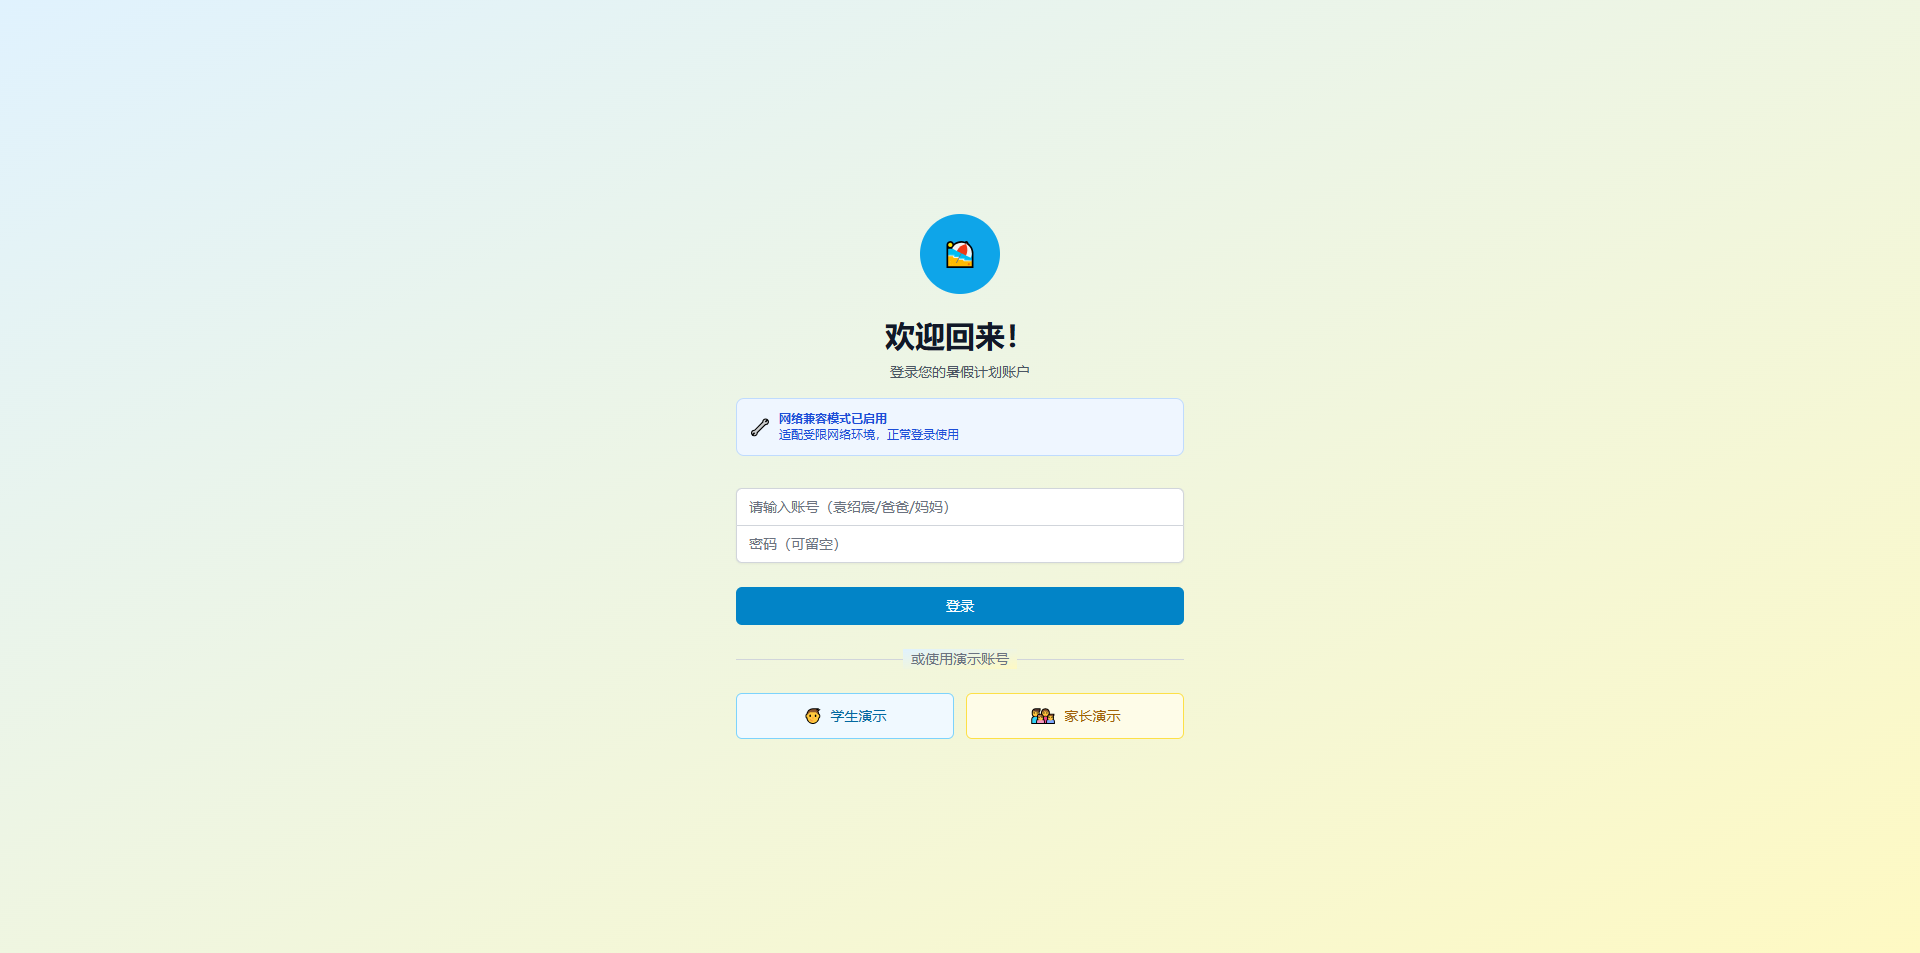 欢迎回来！
登录您的暑假计划账户
网络兼容模式已启用
适配受限网络环境，正常登录使用
请输入账号（袁绍宸/爸爸/妈妈）
密码（可留空）
登录
或使用演示账号
学生演示
家长演示